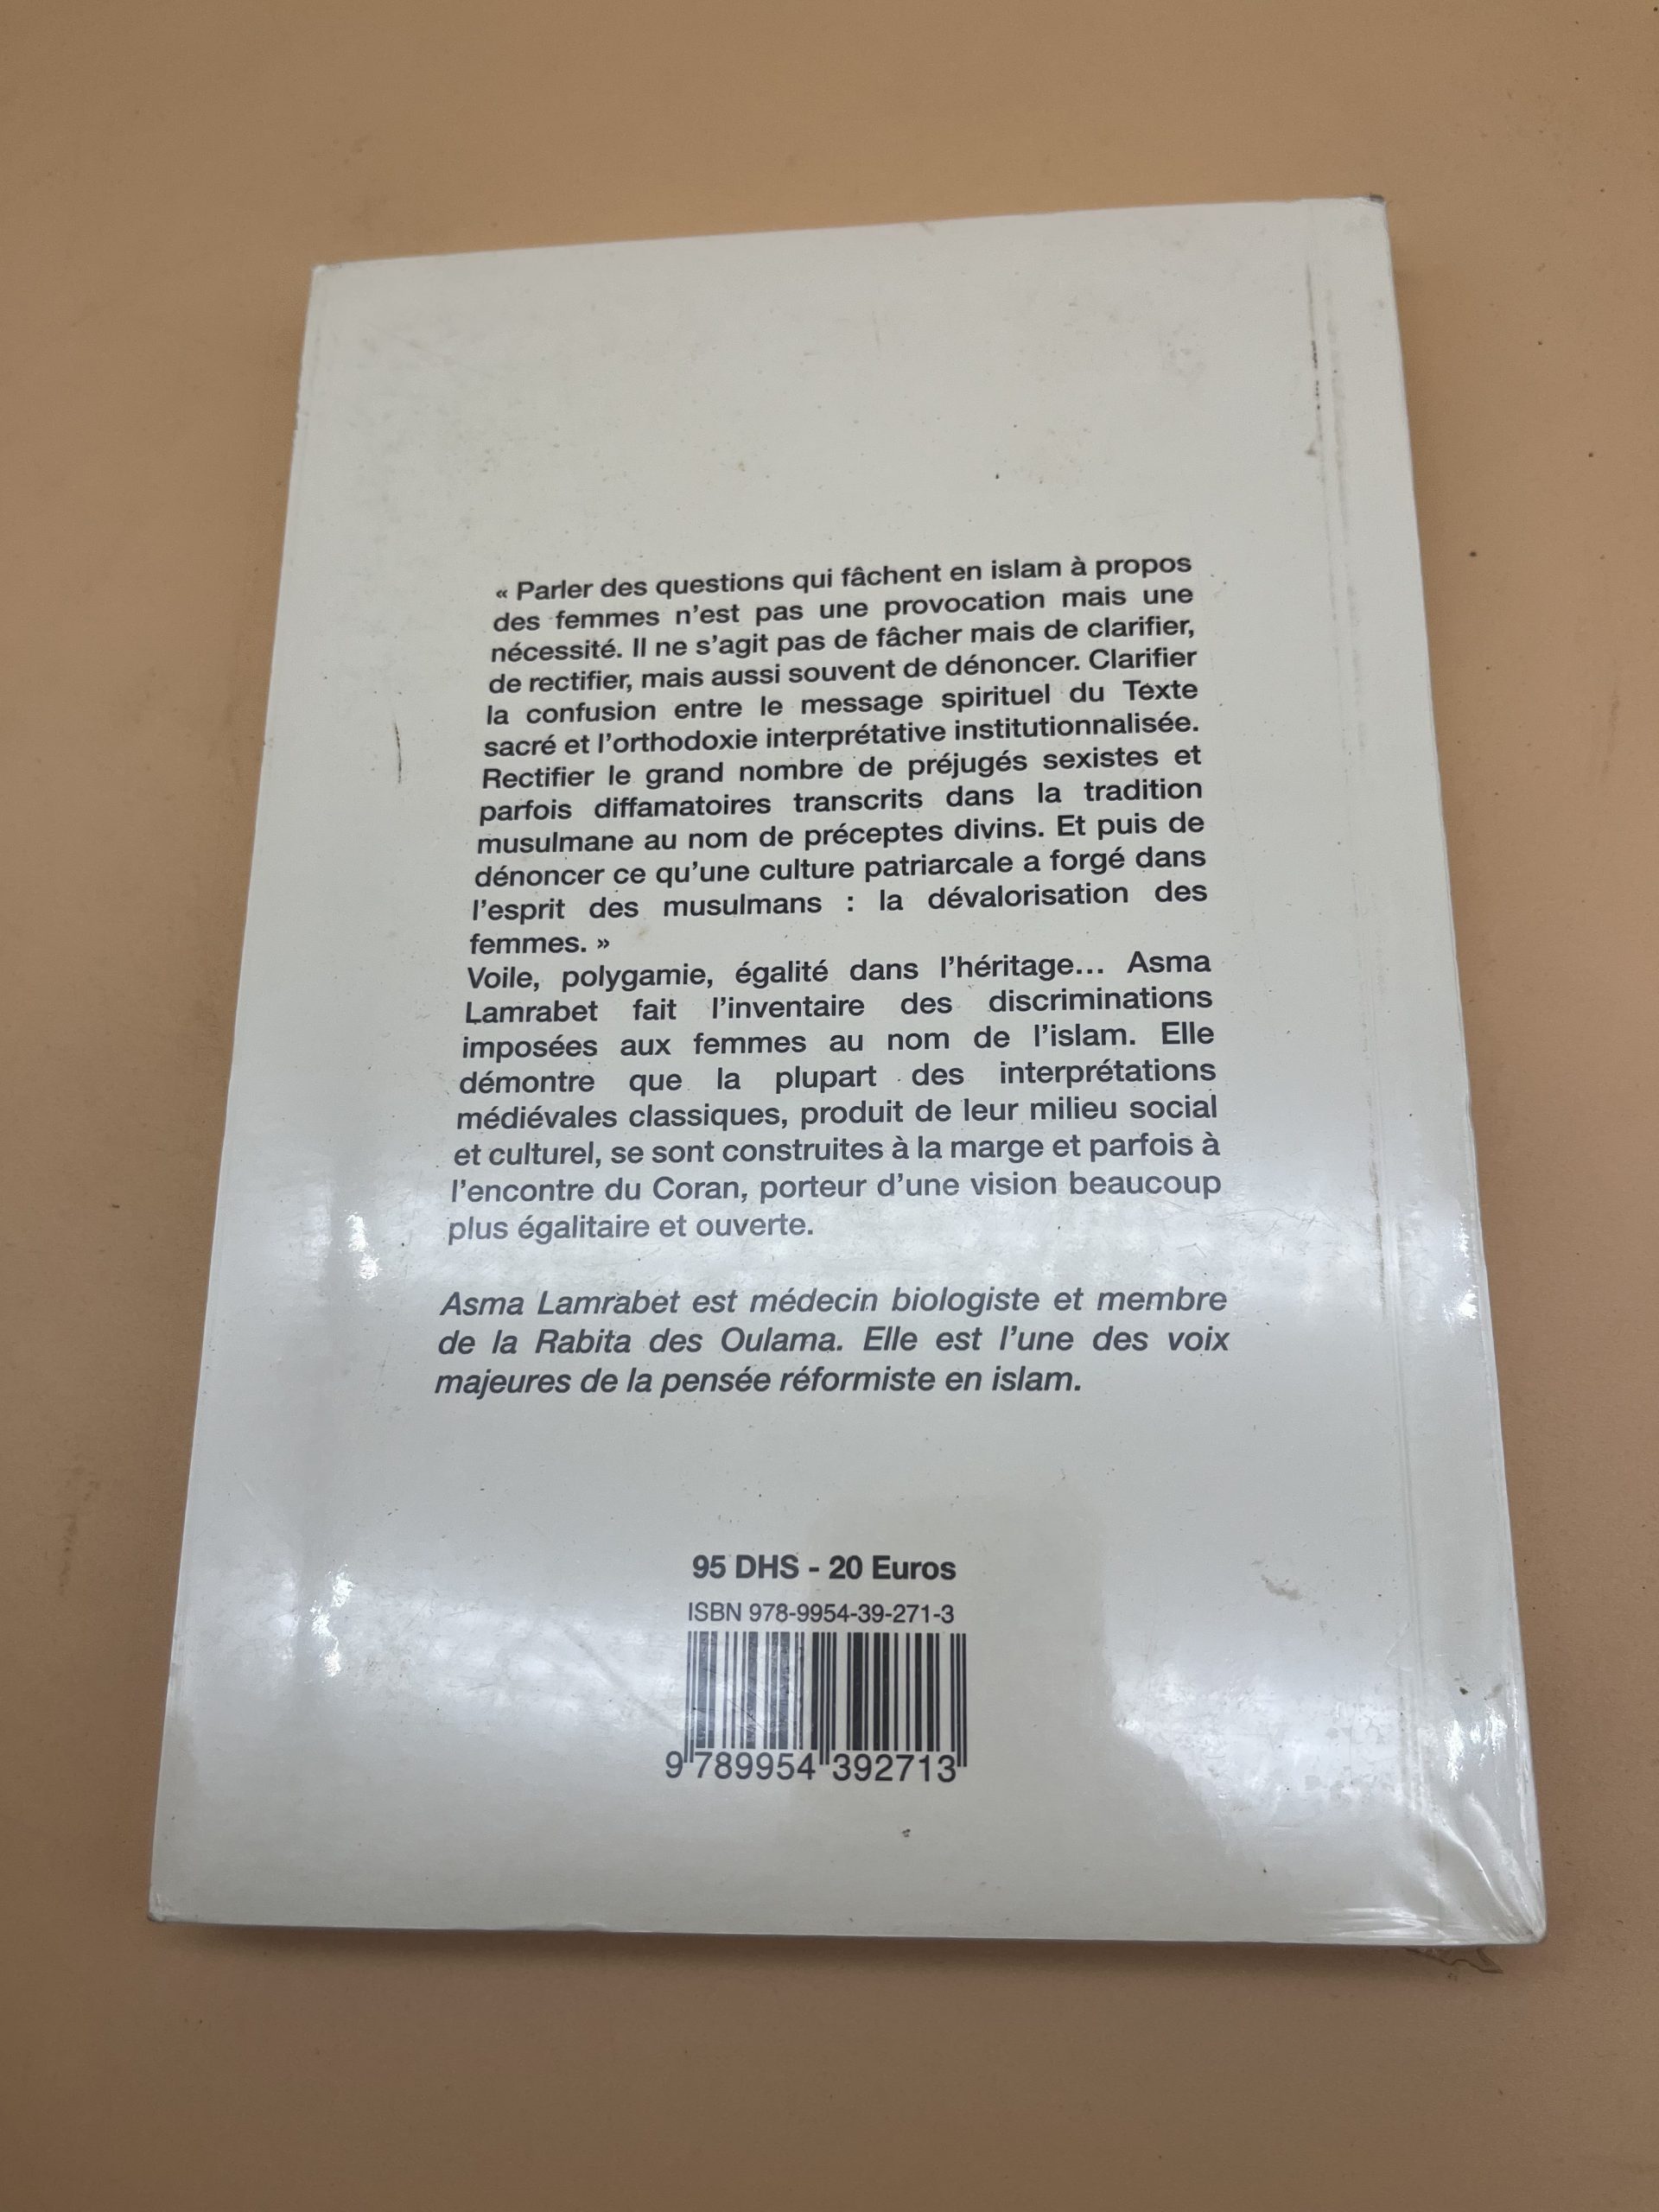 « Parler des questions qui fâchent en islam à propos
des femmes n’est pas une provocation mais une
nécessité. Il ne s’agit pas de fâcher mais de clarifier,
de rectifier, mais aussi souvent de dénoncer. Clarifier
la confusion entre le message spirituel du Texte
sacré et l’orthodoxie interprétative institutionnalisée.
Rectifier le grand nombre de préjugés sexistes et
parfois diffamatoires transcrits dans la tradition
musulmane au nom de préceptes divins. Et puis de
dénoncer ce qu’une culture patriarcale a forgé dans
l’esprit des musulmans : la dévalorisation des
femmes. »
Voile, polygamie, égalité dans l’héritage... Asma
Lamrabet fait l’inventaire des discriminations
imposées aux femmes au nom de l’islam. Elle
démontre que la plupart des interprétations
médiévales classiques, produit de leur milieu social
et culturel, se sont construites à la marge et parfois à
l’encontre du Coran, porteur d’une vision beaucoup
plus égalitaire et ouverte.
Asma Lamrabet est médecin biologiste et membre
de la Rabita des Oulama. Elle est l’une des voix
majeures de la pensée réformiste en islam.
95 DHS - 20 Euros
ISBN 978-9954-39-271-3
9 789954 392713